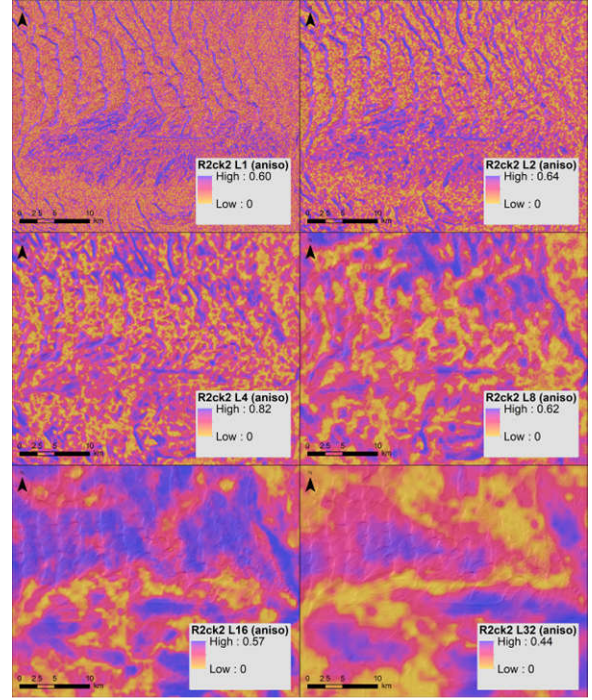 R2ck2 L1 (aniso)
High : 0.60
Low : 0
0 2.5 5 10
km
R2ck2 L2 (aniso)
High : 0.64
Low : 0
0 2.5 5 10
km
R2ck2 L4 (aniso)
High : 0.82
Low : 0
0 2.5 5 10
km
R2ck2 L8 (aniso)
High : 0.62
Low : 0
0 2.5 5 10
km
R2ck2 L16 (aniso)
High : 0.57
Low : 0
0 2.5 5 10
km
R2ck2 L32 (aniso)
High : 0.44
Low : 0
0 2.5 5 10
km